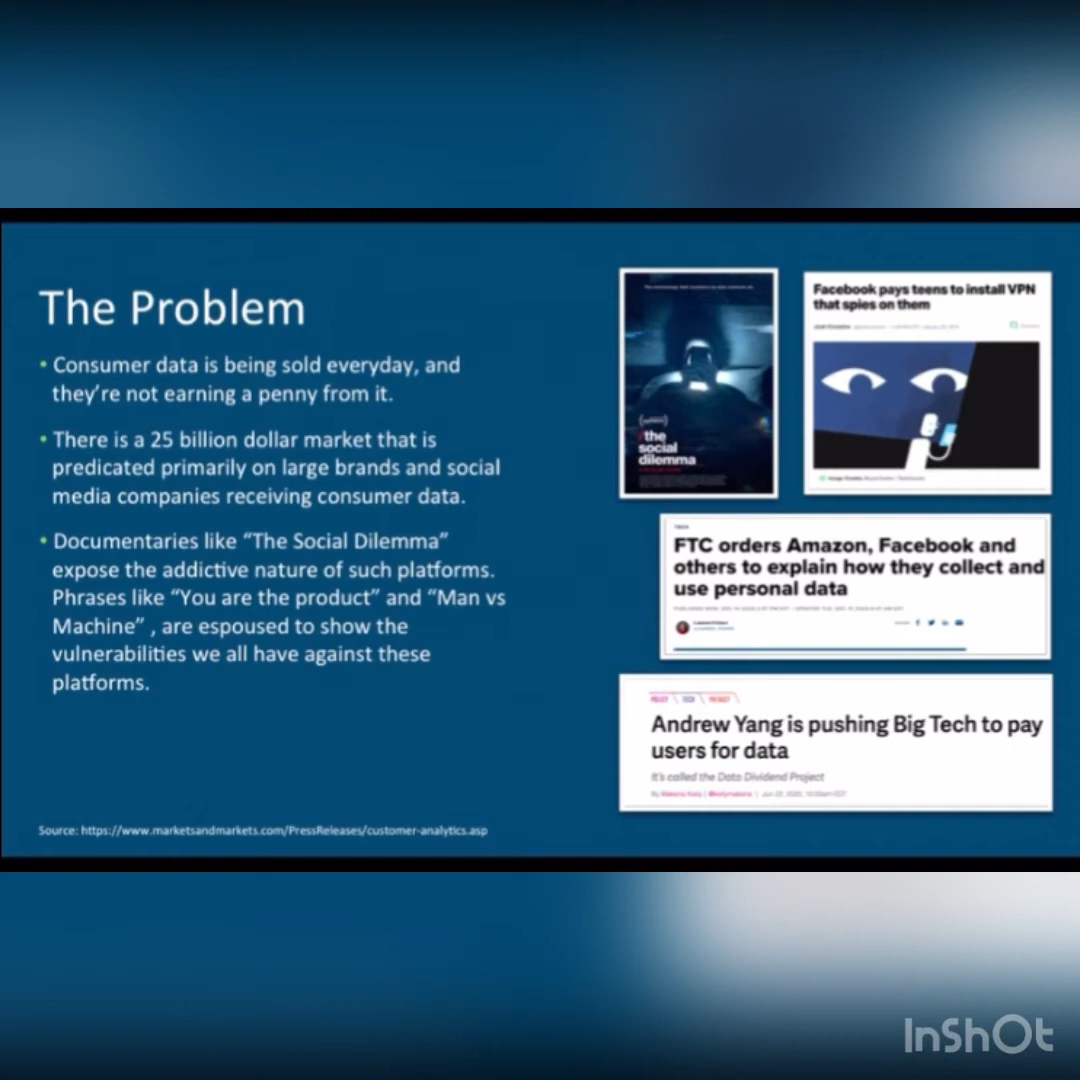 The Problem
• Consumer data is being sold everyday, and
they're not earning a penny from it.
• There is a 25 billion dollar market that is
predicated primarily on large brands and social
media companies receiving consumer data.
• Documentaries like “The Social Dilemma”
expose the addictive nature of such platforms.
Phrases like “You are the product” and “Man vs
Machine” , are espoused to show the
vulnerabilities we all have against these
platforms.
Source: https://www.marketsandmarkets.com/PressReleases/customer-analytics.asp
the
social
dilemma
Facebook pays teens to install VPN
that spies on them
TECH
FTC orders Amazon, Facebook and
others to explain how they collect and
use personal data
POLICY TECH
Andrew Yang is pushing Big Tech to pay
users for data
It's called the Data Dividend Project
InShOt